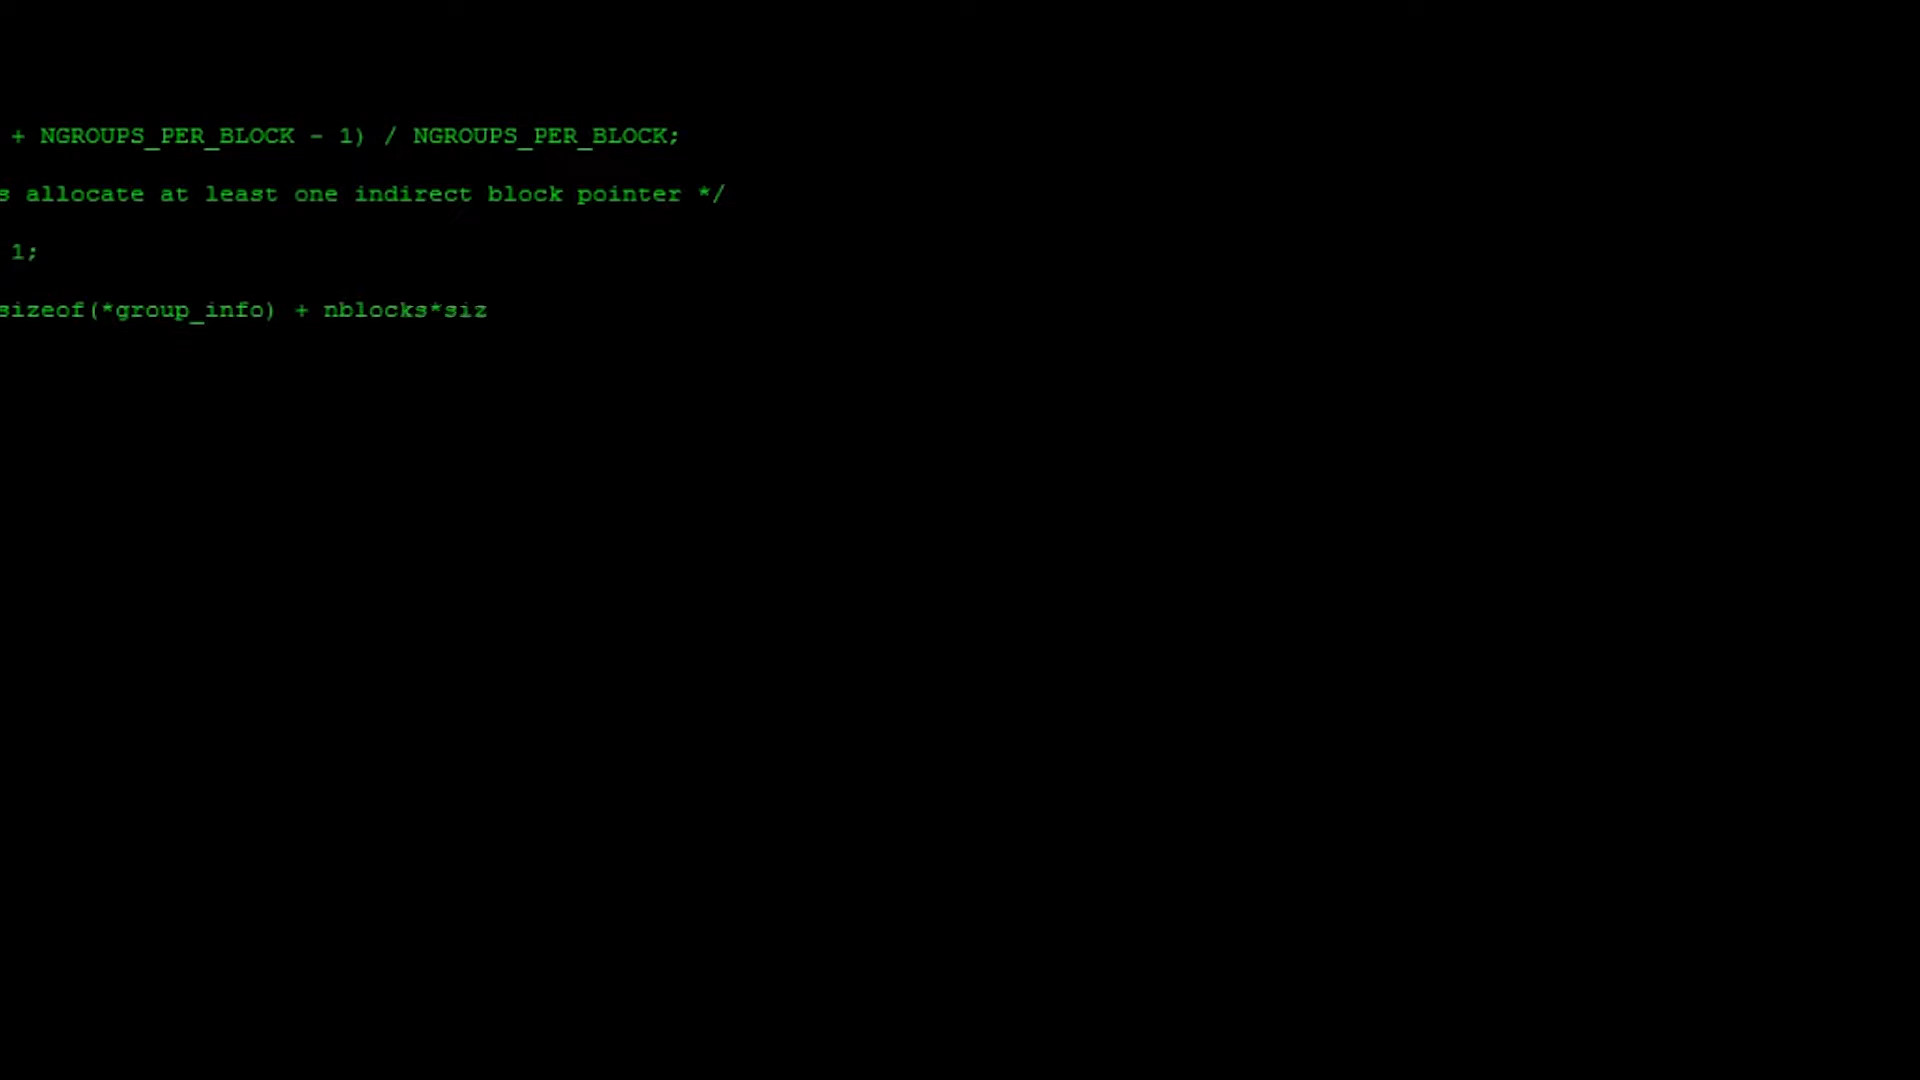 + NGROUPS_PER_BLOCK - 1) / NGROUPS_PER_BLOCK;
s allocate at least one indirect block pointer */
1;
sizeof(*group_info) + nblocks*siz